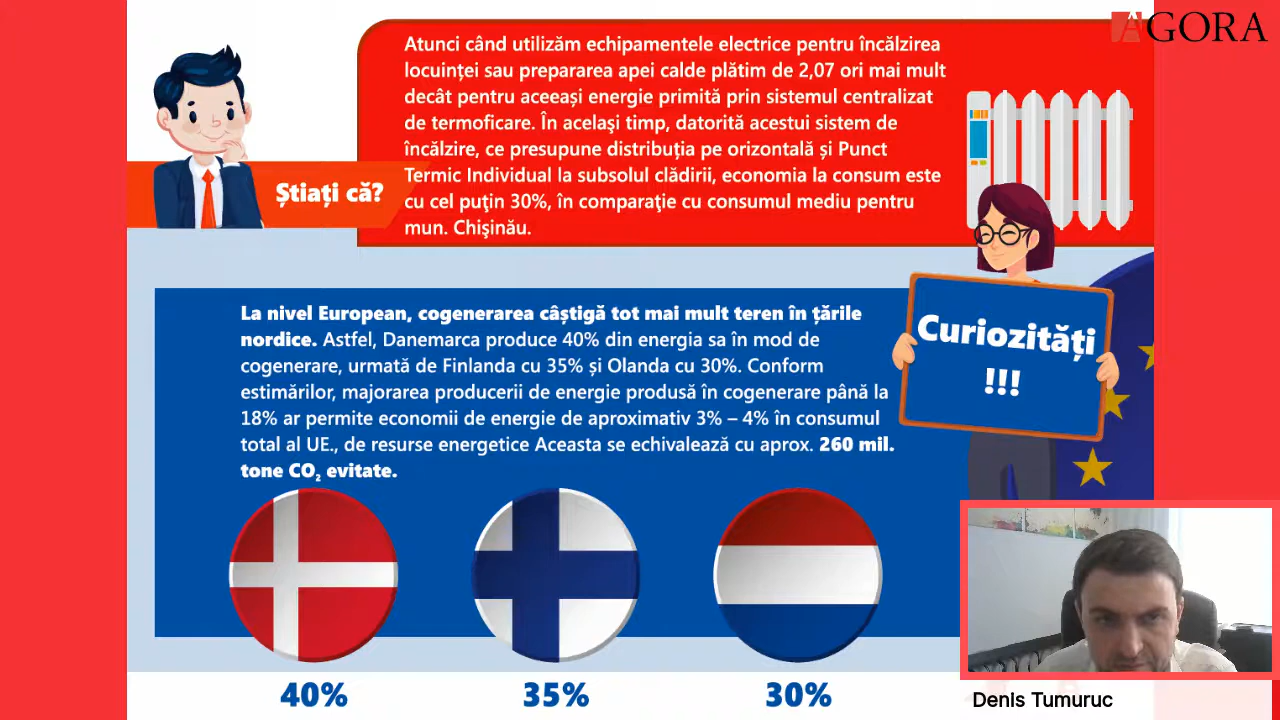 AGORA
Atunci când utilizăm echipamentele electrice pentru încălzirea
locuinței sau prepararea apei calde plătim de 2,07 ori mai mult
decât pentru aceeași energie primită prin sistemul centralizat
de termoficare. În același timp, datorită acestui sistem de
încălzire, ce presupune distribuția pe orizontală și Punct
Termic Individual la subsolul clădirii, economia la consum este
cu cel puţin 30%, în comparaţie cu consumul mediu pentru
mun. Chişinău.
Știați că?
La nivel European, cogenerarea câștigă tot mai mult teren în țările
nordice. Astfel, Danemarca produce 40% din energia sa în mod de
cogenerare, urmată de Finlanda cu 35% și Olanda cu 30%. Conform
estimărilor, majorarea producerii de energie produsă în cogenerare până la
18% ar permite economii de energie de aproximativ 3% – 4% în consumul
total al UE., de resurse energetice Aceasta se echivalează cu aprox. 260 mil.
tone CO₂ evitate.
Curiozități
!!!
40% 35% 30%
Denis Tumuruc